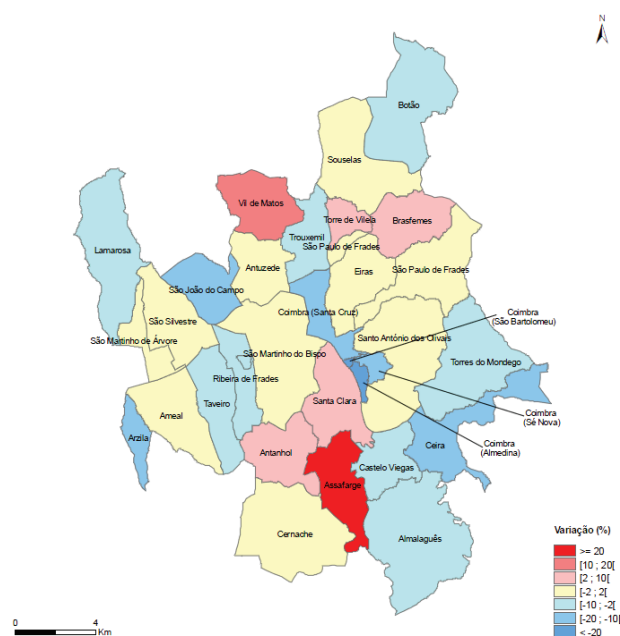 N
Botão
Souselas
Vil de Matos
Torre de Vilela
Brasfemes
Trouxemil
São Paulo de Frades
Lamarosa
Antuzede
Eiras
São Paulo de Frades
São João do Campo
Coimbra (Santa Cruz)
Coimbra
(São Bartolomeu)
São Silvestre
Santo António dos Olivais
São Martinho de Árvore
São Martinho do Bispo
Torres do Mondego
Ribeira de Frades
Taveiro
Santa Clara
Ameal
Coimbra
(Sé Nova)
Arzila
Antanhol
Ceira
Coimbra
(Almedina)
Castelo Viegas
Assafarge
Cernache
Almalaguês
Variação (%)
>= 20
[10 ; 20[
[2 ; 10[
[-2 ; 2[
[-10 ; -2[
[-20 ; -10[
< -20
0 4
Km